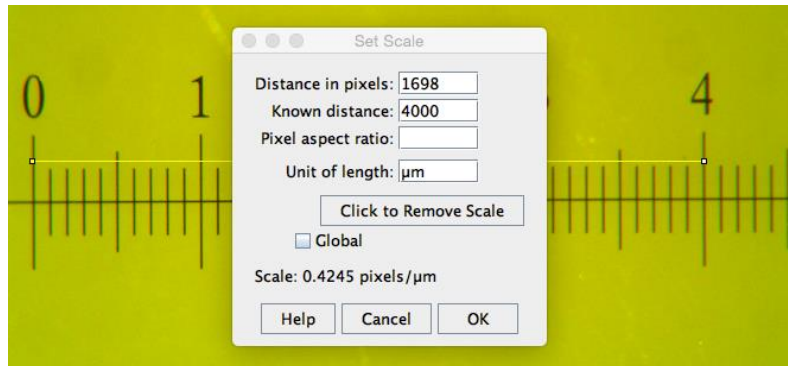 Set Scale
Distance in pixels: 1698
0 1 Known distance: 4000 4
Pixel aspect ratio:
Unit of length: µm
Click to Remove Scale
Global
Scale: 0.4245 pixels/µm
Help Cancel OK